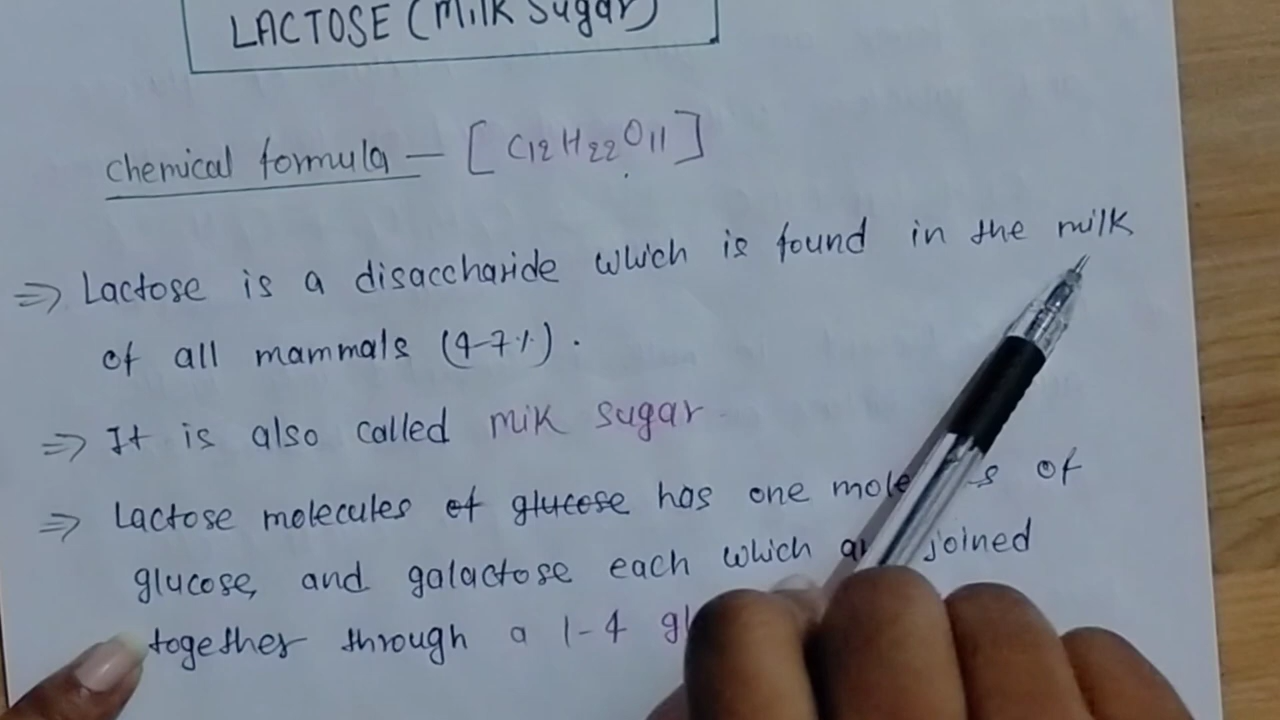 LACTOSE (Milk Sugar)
chemical formula — [C12H22O11]
⇒ Lactose is a disaccharide which is found in the milk
of all mammals (4-7%).
⇒ It is also called milk sugar
⇒ Lactose molecules of glucose has one of
glucose, and galactose each which joined
together through a 1-4